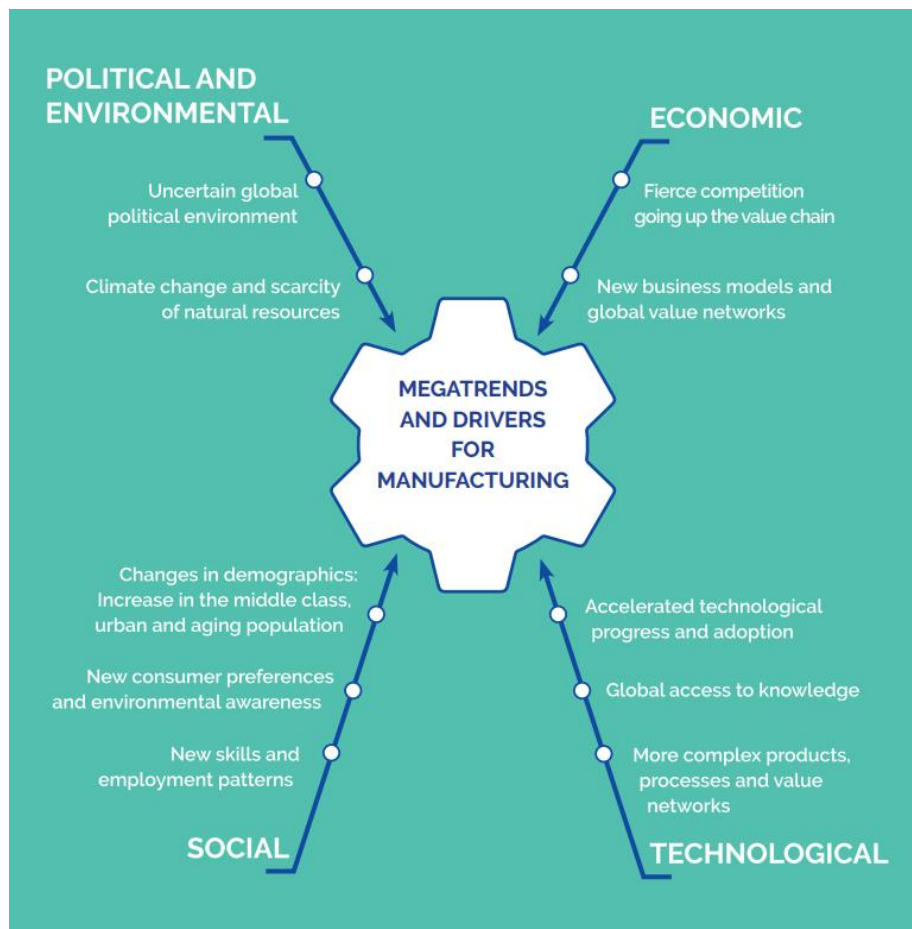 POLITICAL AND
ENVIRONMENTAL
Uncertain global
political environment
Climate change and scarcity
of natural resources
ECONOMIC
Fierce competition
going up the value chain
New business models and
global value networks
MEGATRENDS
AND DRIVERS
FOR
MANUFACTURING
Changes in demographics:
Increase in the middle class,
urban and aging population
New consumer preferences
and environmental awareness
New skills and
employment patterns
SOCIAL
Accelerated technological
progress and adoption
Global access to knowledge
More complex products,
processes and value
networks
TECHNOLOGICAL